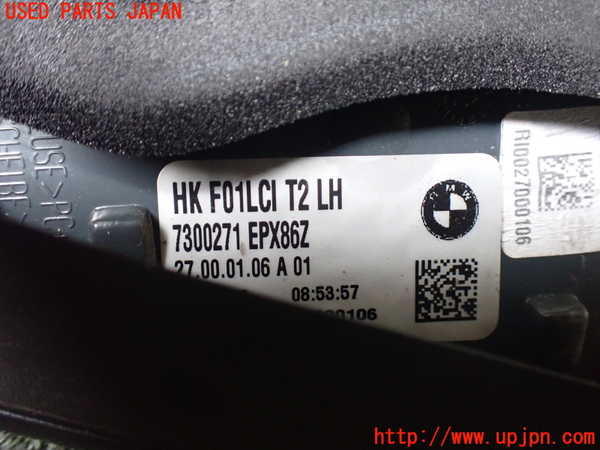 USED PARTS JAPAN
HK F01LCI T2 LH
7300271 EPX86Z
27.00.01.06 A 01
08:53:57
BMW
RI0027000106
www.upjpn.com